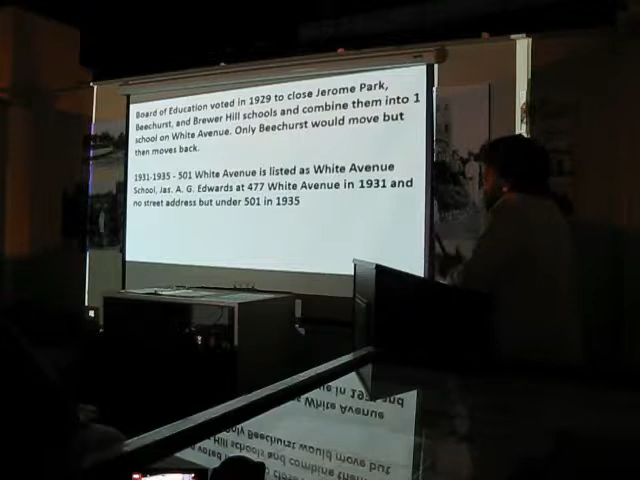 Board of Education voted in 1929 to close Jerome Park,
Beechurst, and Brewer Hill schools and combine them into 1
school on White Avenue. Only Beechurst would move but
then moves back.
1931-1935 - 501 White Avenue is listed as White Avenue
School, Jas. A. G. Edwards at 477 White Avenue in 1931 and
no street address but under 501 in 1935